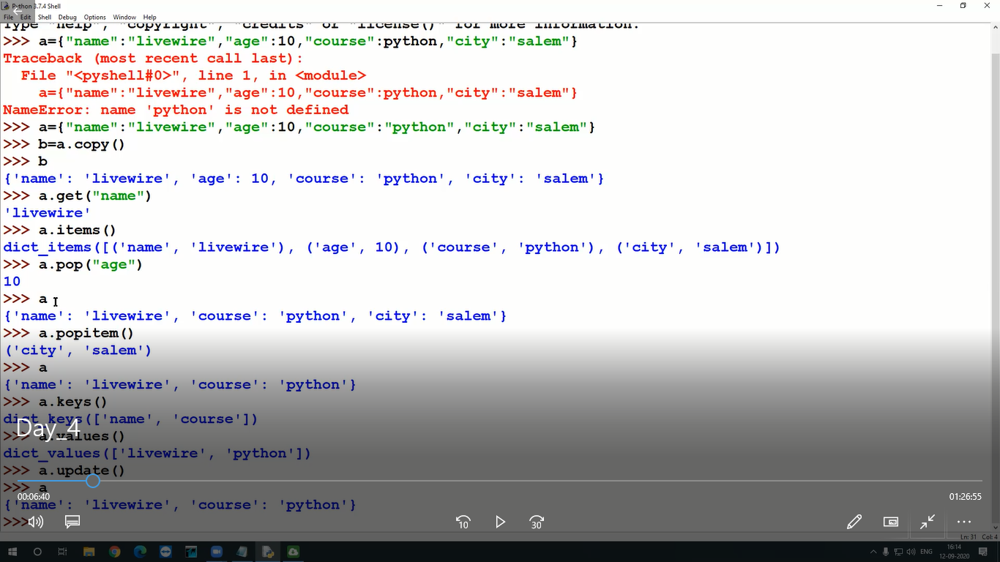 Python 3.7.4 Shell
File Edit Shell Debug Options Window Help
Type "help", "copyright", "credits" or "license()" for more information.
>>> a={"name":"livewire","age":10,"course":python,"city":"salem"}
Traceback (most recent call last):
  File "<pyshell#0>", line 1, in <module>
    a={"name":"livewire","age":10,"course":python,"city":"salem"}
NameError: name 'python' is not defined
>>> a={"name":"livewire","age":10,"course":"python","city":"salem"}
>>> b=a.copy()
>>> b
{'name': 'livewire', 'age': 10, 'course': 'python', 'city': 'salem'}
>>> a.get("name")
'livewire'
>>> a.items()
dict_items([('name', 'livewire'), ('age', 10), ('course', 'python'), ('city', 'salem')])
>>> a.pop("age")
10
>>> a
{'name': 'livewire', 'course': 'python', 'city': 'salem'}
>>> a.popitem()
('city', 'salem')
>>> a
{'name': 'livewire', 'course': 'python'}
>>> a.keys()
dict_keys(['name', 'course'])
Day_4
>>> a.values()
dict_values(['livewire', 'python'])
>>> a.update()
>>> a
00:06:40
01:26:55
{'name': 'livewire', 'course': 'python'}
>>>
10
30
Ln: 31 Col: 4
ENG
16:14
12-09-2020